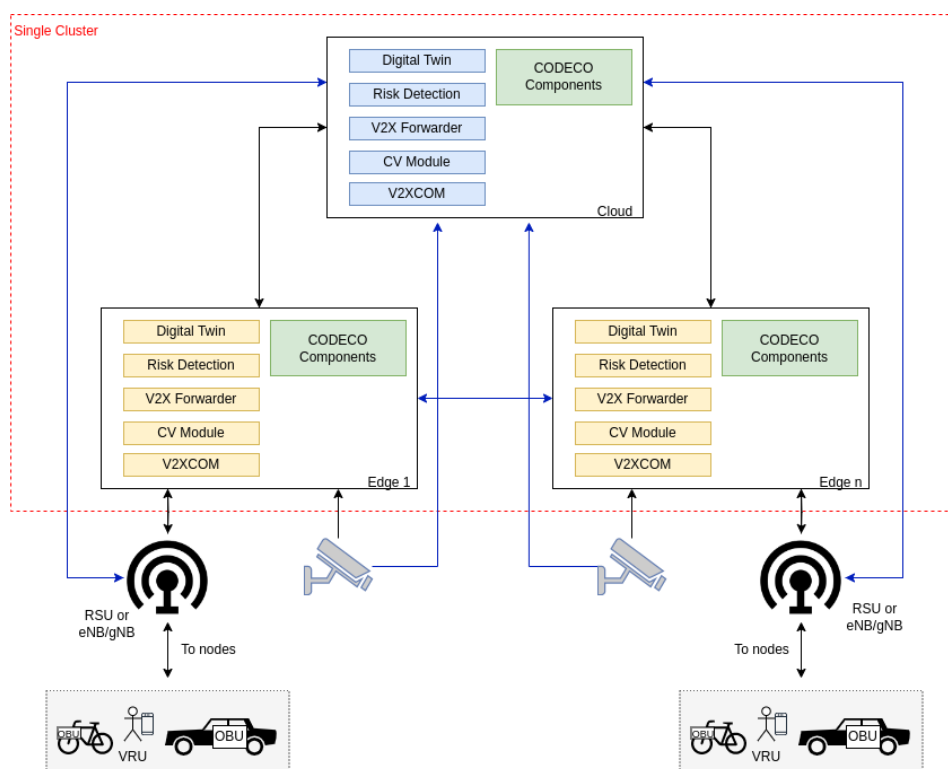 Single Cluster
Digital Twin
Risk Detection
V2X Forwarder
CV Module
V2XCOM
CODECO
Components
Cloud
Digital Twin
Risk Detection
V2X Forwarder
CV Module
V2XCOM
CODECO
Components
Edge 1
Digital Twin
Risk Detection
V2X Forwarder
CV Module
V2XCOM
CODECO
Components
Edge n
RSU or
eNB/gNB
To nodes
RSU or
eNB/gNB
To nodes
OBU
VRU
OBU
OBU
VRU
OBU